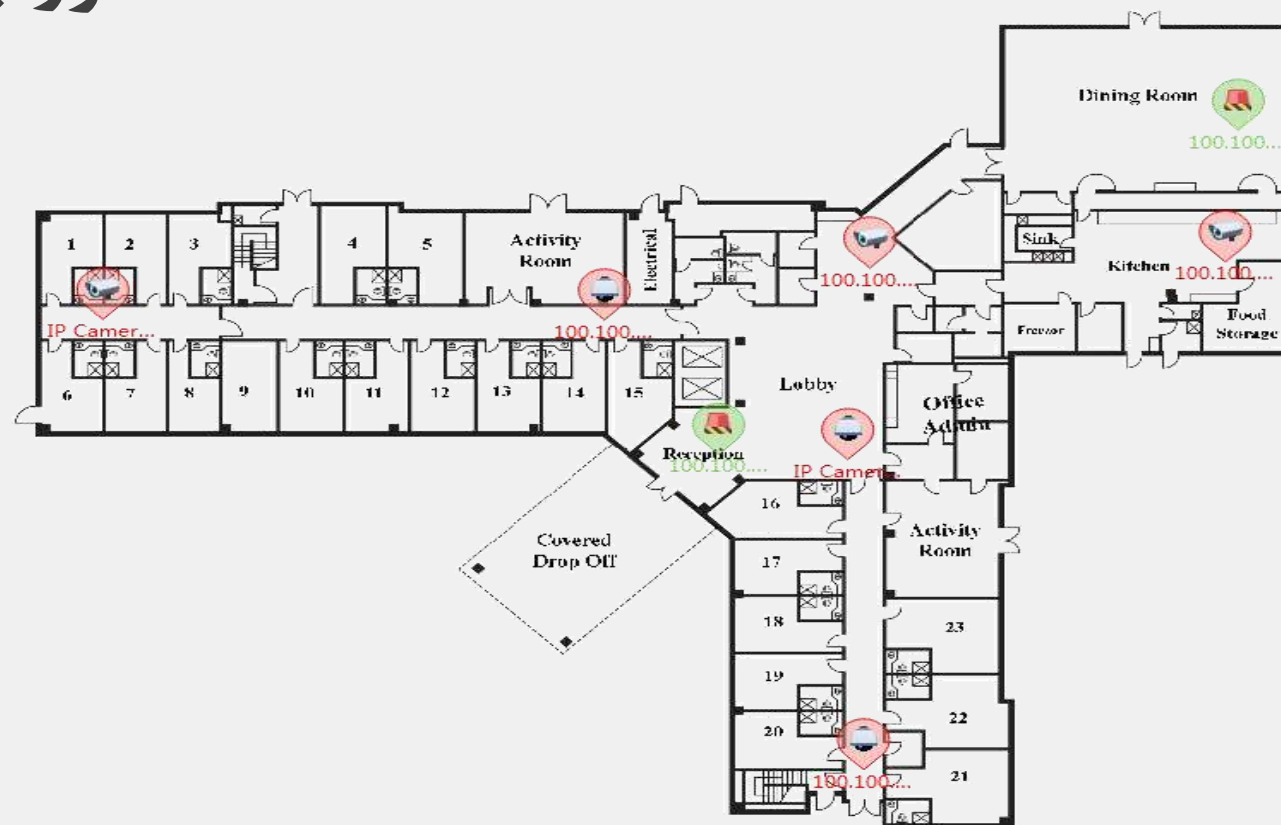 Dining Room
100.100....
1
2
3
4
5
Activity
Room
Electrical
Sink
Kitchen
100.100....
100.100....
IP Camer...
100.100....
Freezer
Food
Storage
6
7
8
9
10
11
12
13
14
15
Lobby
Office
Admin
Reception
100.100....
IP Camer...
16
Covered
Drop Off
Activity
Room
17
18
23
19
22
20
21
100.100....